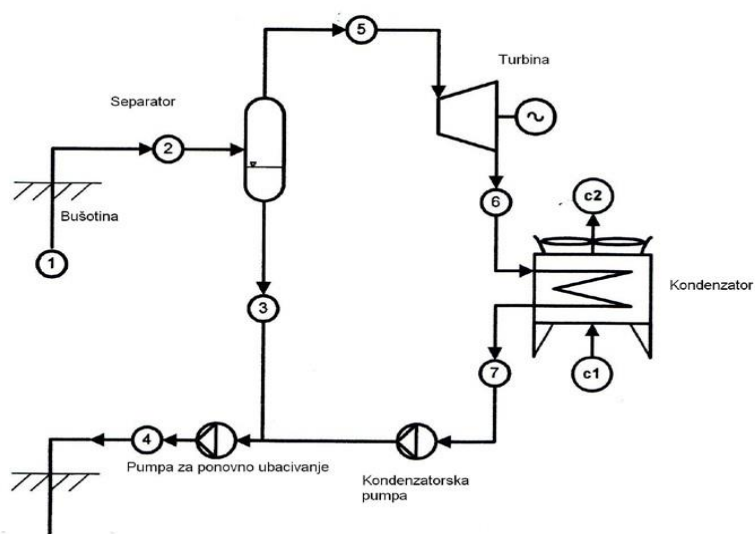 5
Turbina
Separator
2
~
6
c2
Bušotina
1
Kondenzator
3
7
c1
4
Pumpa za ponovno ubacivanje
Kondenzatorska
pumpa